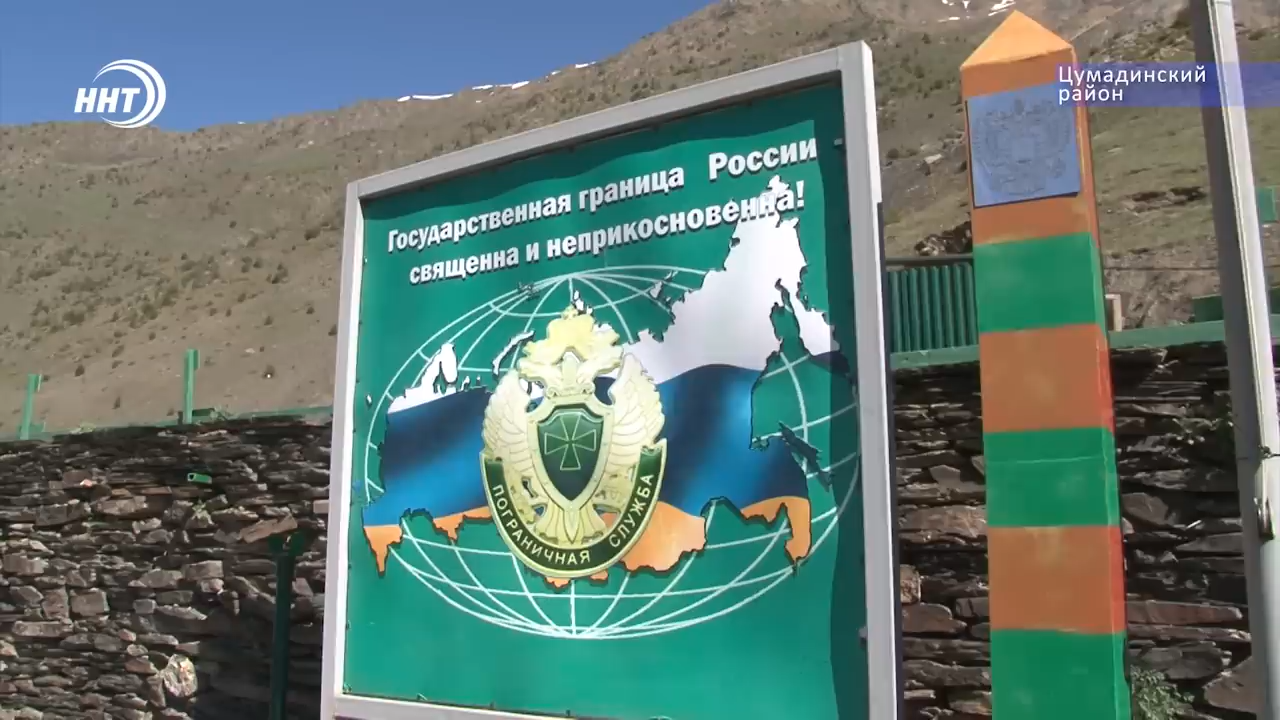 ННТ
Цумадинский
район
Государственная граница России
священна и неприкосновенна!
ПОГРАНИЧНАЯ СЛУЖБА